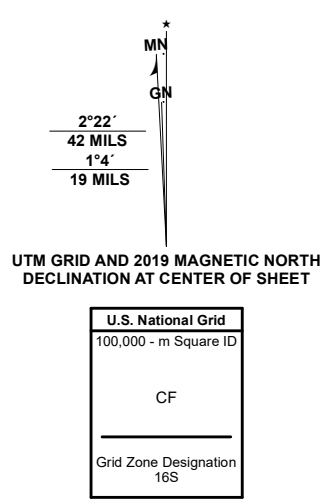 ★
MN
GN
2°22´
42 MILS
1°4´
19 MILS
UTM GRID AND 2019 MAGNETIC NORTH
DECLINATION AT CENTER OF SHEET
U.S. National Grid
100,000 - m Square ID
CF
Grid Zone Designation
16S